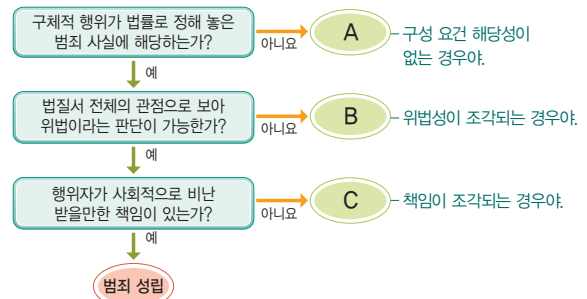 구체적 행위가 법률로 정해 놓은
범죄 사실에 해당하는가?
아니요
A
구성 요건 해당성이
없는 경우야.
예
법질서 전체의 관점으로 보아
위법이라는 판단이 가능한가?
아니요
B
위법성이 조각되는 경우야.
예
행위자가 사회적으로 비난
받을만한 책임이 있는가?
아니요
C
책임이 조각되는 경우야.
예
범죄 성립